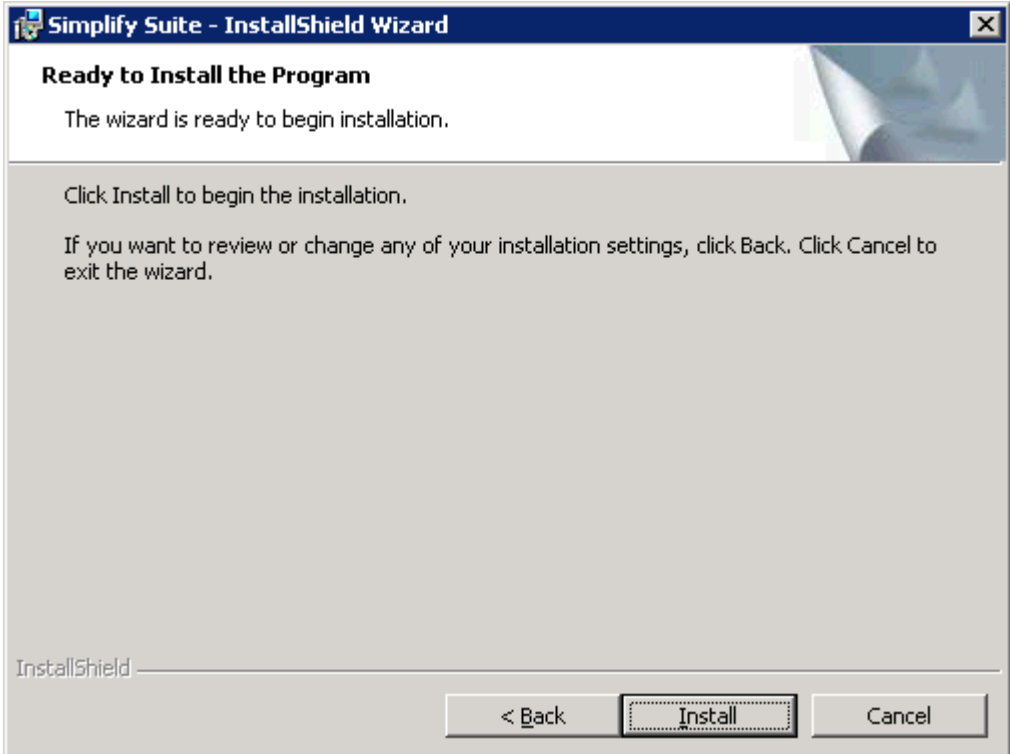 Simplify Suite - InstallShield Wizard
Ready to Install the Program
The wizard is ready to begin installation.
Click Install to begin the installation.
If you want to review or change any of your installation settings, click Back. Click Cancel to
exit the wizard.
InstallShield
< Back
Install
Cancel